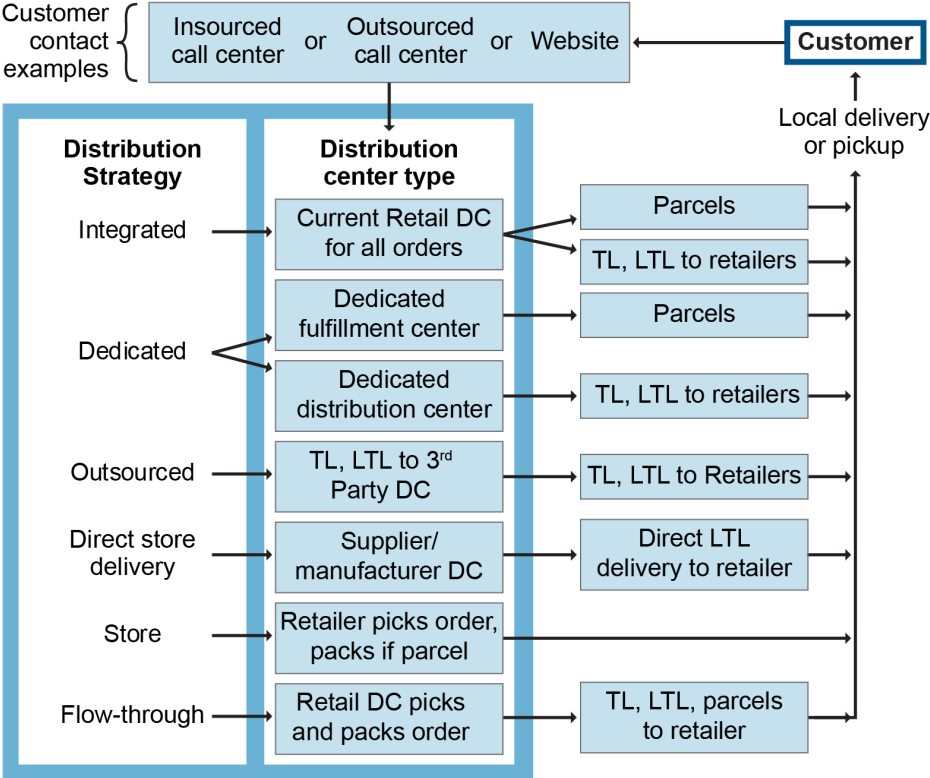 Customer
contact
examples
Insourced
call center
or
Outsourced
call center
or
Website
Customer
Local delivery
or pickup
Distribution
Strategy
Distribution
center type
Integrated
Current Retail DC
for all orders
Parcels
TL, LTL to retailers
Dedicated
Dedicated
fulfillment center
Parcels
Dedicated
distribution center
TL, LTL to retailers
Outsourced
TL, LTL to 3rd
Party DC
TL, LTL to Retailers
Direct store
delivery
Supplier/
manufacturer DC
Direct LTL
delivery to retailer
Store
Retailer picks order,
packs if parcel
Flow-through
Retail DC picks
and packs order
TL, LTL, parcels
to retailer